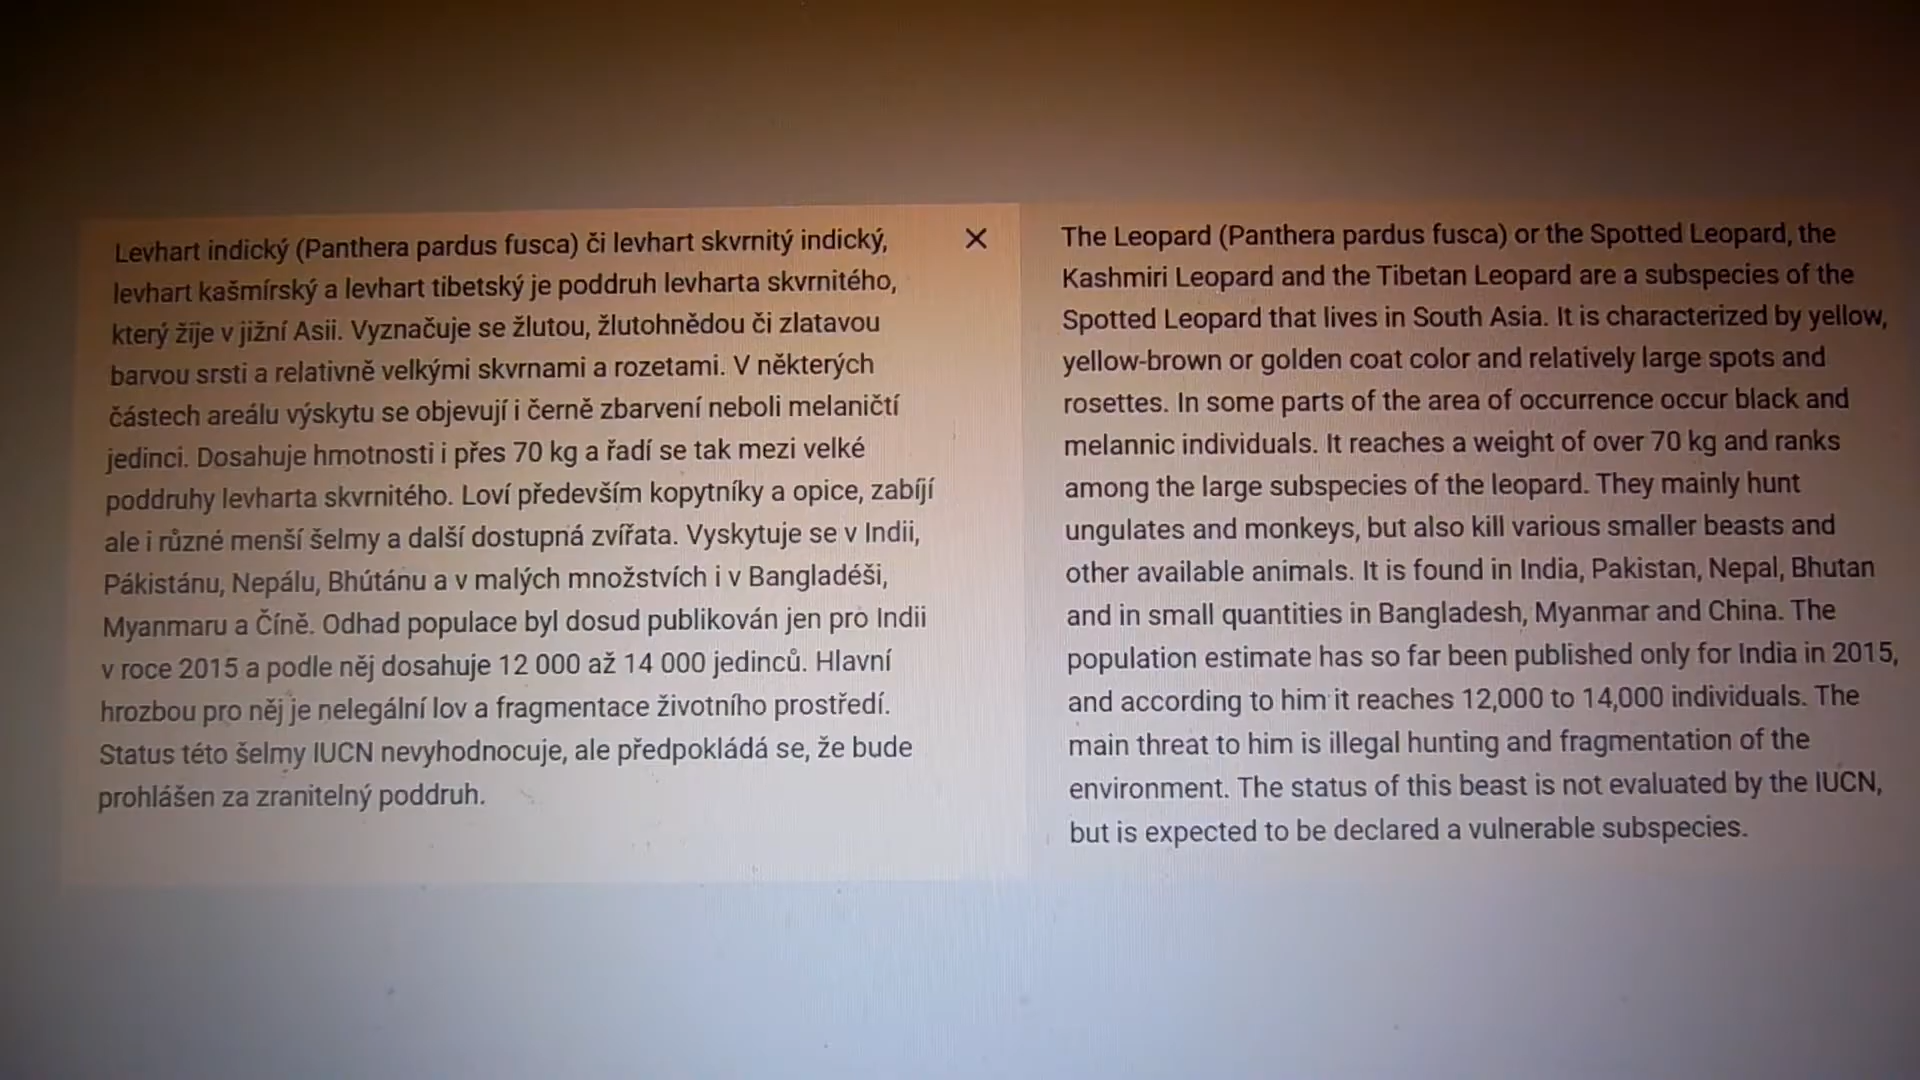 Levhart indický (Panthera pardus fusca) či levhart skvrnitý indický,
levhart kašmírský a levhart tibetský je poddruh levharta skvrnitého,
který žije v jižní Asii. Vyznačuje se žlutou, žlutohnědou či zlatavou
barvou srsti a relativně velkými skvrnami a rozetami. V některých
částech areálu výskytu se objevují i černě zbarvení neboli melaničtí
jedinci. Dosahuje hmotnosti i přes 70 kg a řadí se tak mezi velké
poddruhy levharta skvrnitého. Loví především kopytníky a opice, zabíjí
ale i různé menší šelmy a další dostupná zvířata. Vyskytuje se v Indii,
Pákistánu, Nepálu, Bhútánu a v malých množstvích i v Bangladéši,
Myanmaru a Číně. Odhad populace byl dosud publikován jen pro Indii
v roce 2015 a podle něj dosahuje 12 000 až 14 000 jedinců. Hlavní
hrozbou pro něj je nelegální lov a fragmentace životního prostředí.
Status této šelmy IUCN nevyhodnocuje, ale předpokládá se, že bude
prohlášen za zranitelný poddruh.
The Leopard (Panthera pardus fusca) or the Spotted Leopard, the
Kashmiri Leopard and the Tibetan Leopard are a subspecies of the
Spotted Leopard that lives in South Asia. It is characterized by yellow,
yellow-brown or golden coat color and relatively large spots and
rosettes. In some parts of the area of occurrence occur black and
melannic individuals. It reaches a weight of over 70 kg and ranks
among the large subspecies of the leopard. They mainly hunt
ungulates and monkeys, but also kill various smaller beasts and
other available animals. It is found in India, Pakistan, Nepal, Bhutan
and in small quantities in Bangladesh, Myanmar and China. The
population estimate has so far been published only for India in 2015,
and according to him it reaches 12,000 to 14,000 individuals. The
main threat to him is illegal hunting and fragmentation of the
environment. The status of this beast is not evaluated by the IUCN,
but is expected to be declared a vulnerable subspecies.